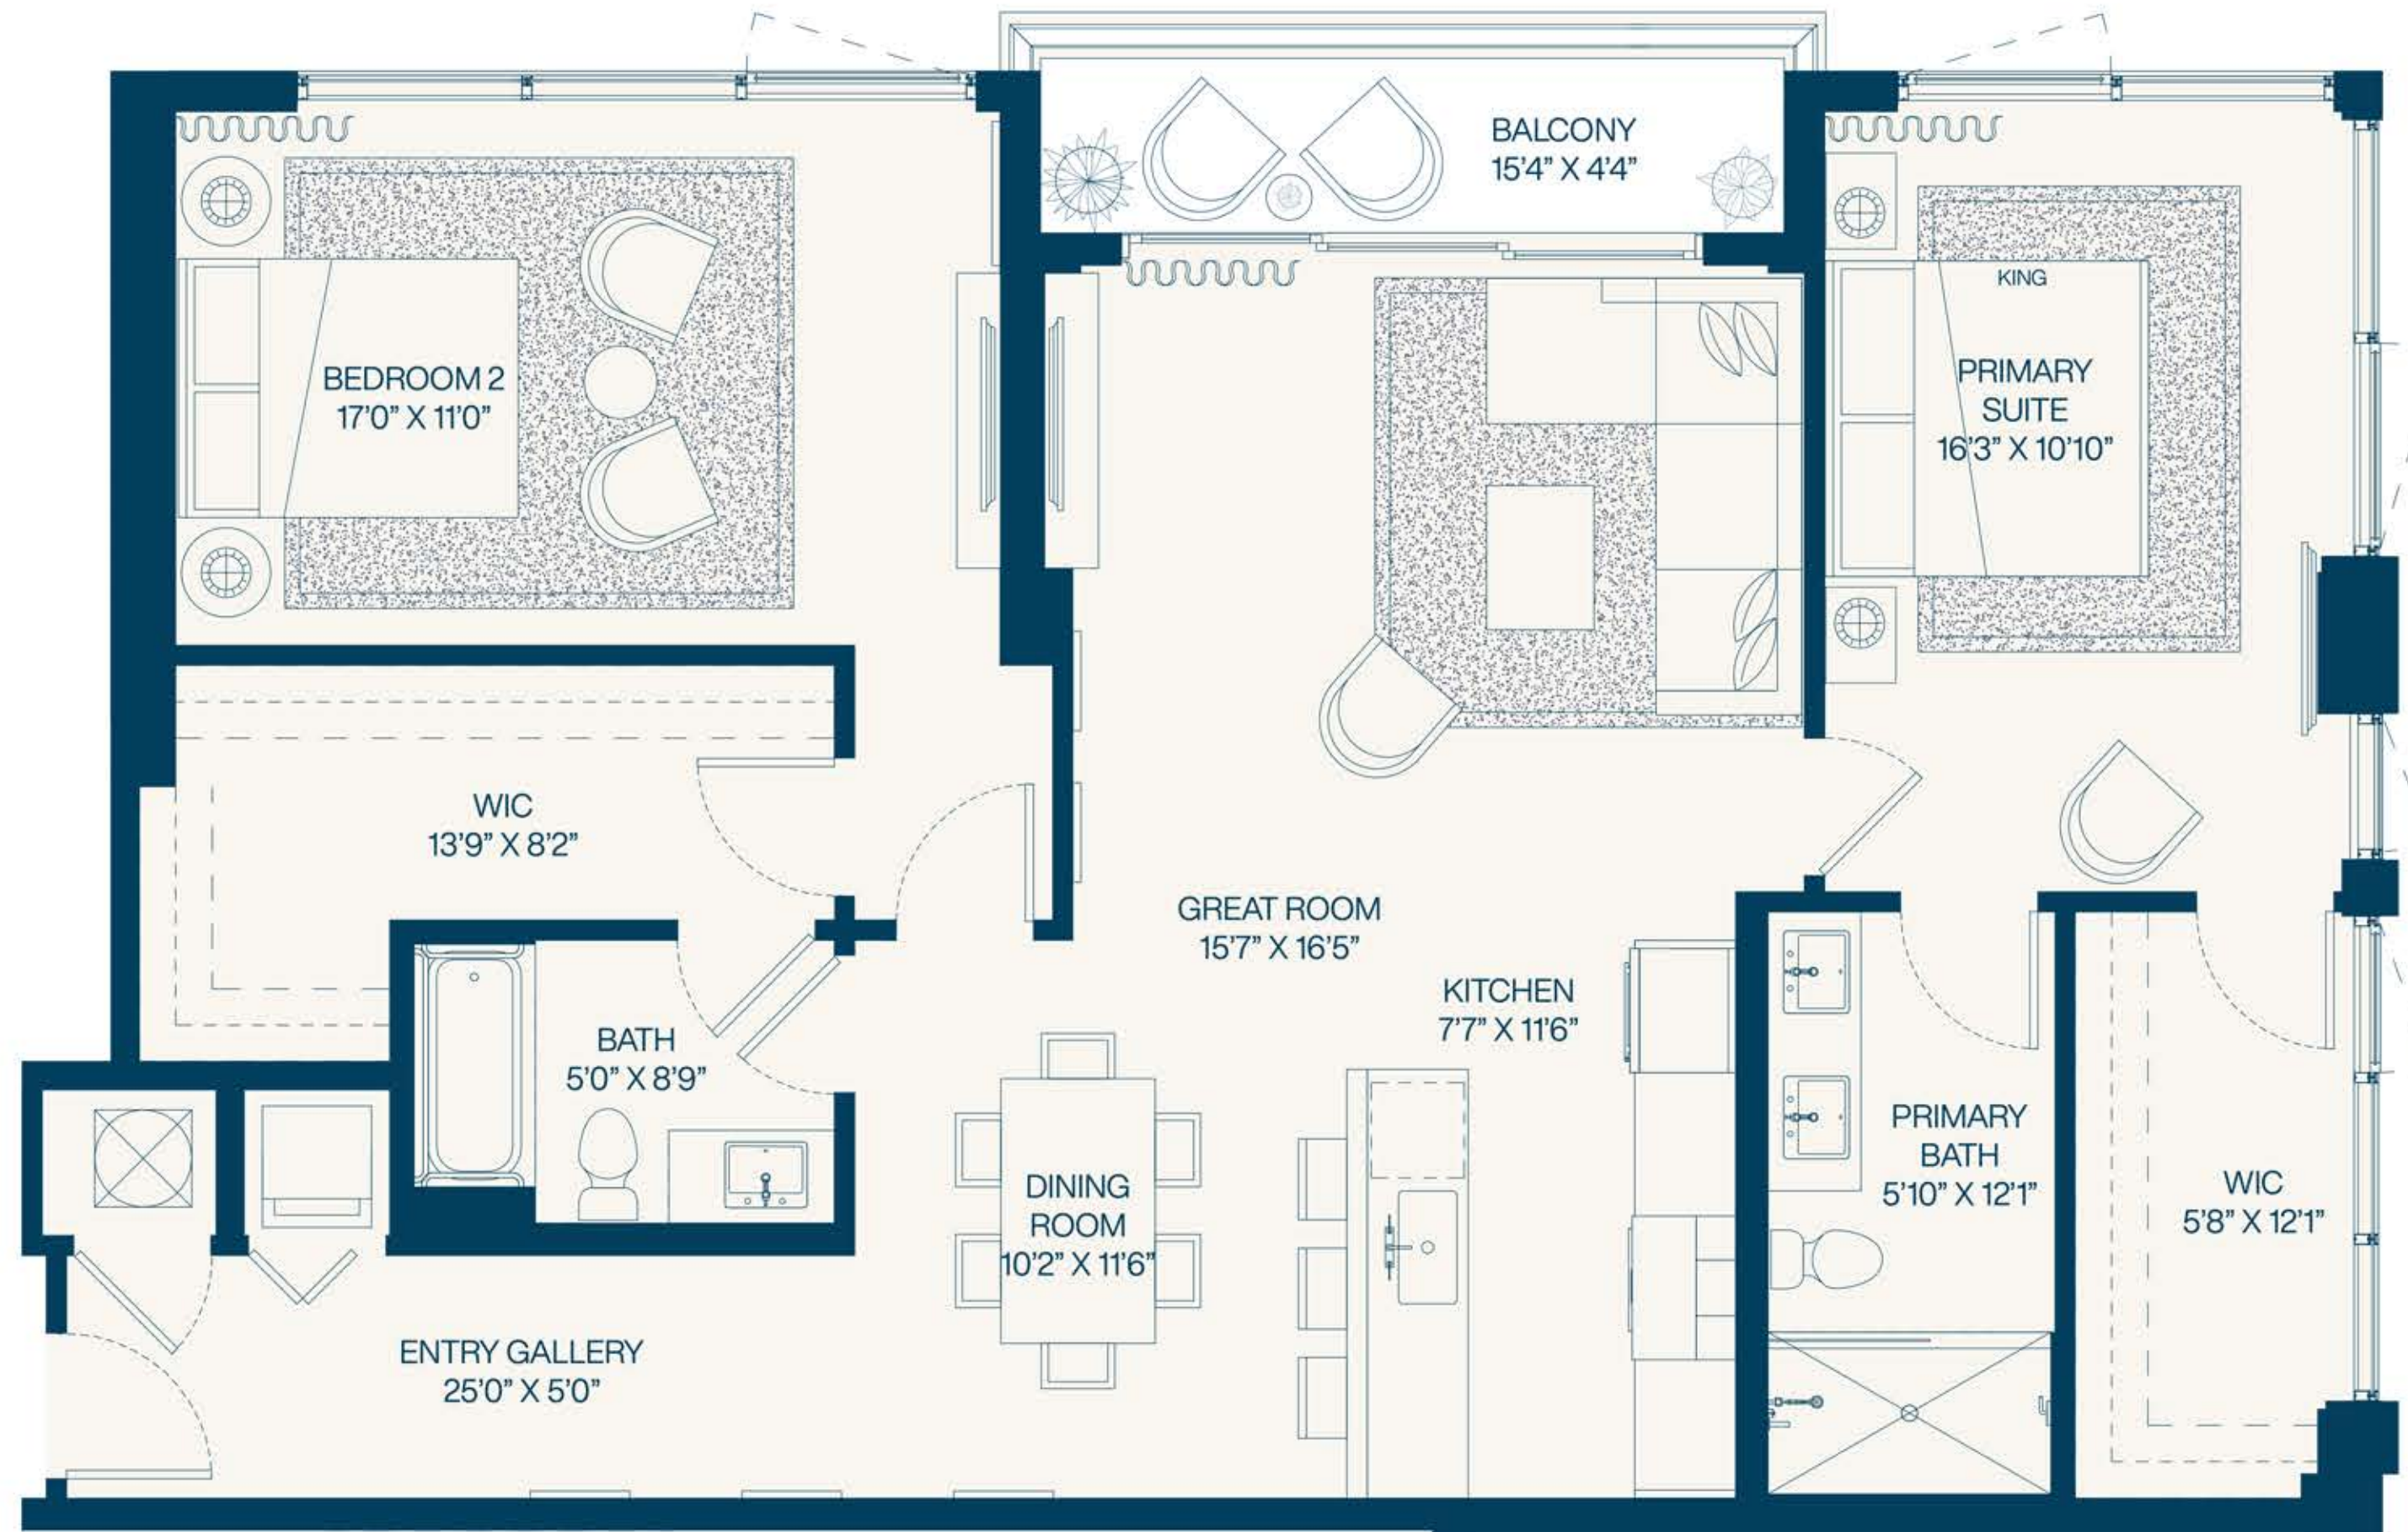 BALCONY
15'4” X 4'4”
KING
BEDROOM 2
17'0” X 11'0”
PRIMARY
SUITE
16'3” X 10'10”
WIC
13'9” X 8'2”
GREAT ROOM
15'7” X 16'5”
KITCHEN
7'7” X 11'6”
BATH
5'0” X 8'9”
PRIMARY
BATH
5'10” X 12'1”
DINING
ROOM
10'2” X 11'6”
WIC
5'8” X 12'1”
ENTRY GALLERY
25'0” X 5'0”